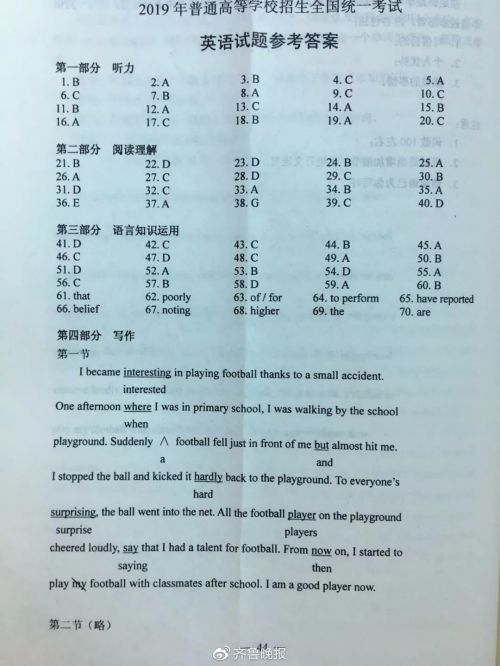 2019年普通高等学校招生全国统一考试
英语试题参考答案
第一部分 听力
1. B 2. A 3. B 4. C 5. A
6. C 7. B 8. A 9. C 10. C
11. B 12. A 13. C 14. A 15. B
16. A 17. C 18. B 19. A 20. C
第二部分 阅读理解
21. B 22. D 23. D 24. B 25. A
26. A 27. C 28. D 29. C 30. B
31. D 32. C 33. A 34. B 35. A
36. E 37. A 38. G 39. C 40. D
第三部分 语言知识运用
41. D 42. C 43. C 44. B 45. A
46. C 47. D 48. C 49. A 50. B
51. D 52. A 53. B 54. D 55. A
56. C 57. B 58. D 59. A 60. B
61. that 62. poorly 63. of / for 64. to perform 65. have reported
66. belief 67. noting 68. higher 69. the 70. are
第四部分 写作
第一节
I became interesting in playing football thanks to a small accident.
interested
One afternoon where I was in primary school, I was walking by the school
when
playground. Suddenly ∧ football fell just in front of me but almost hit me.
a and
I stopped the ball and kicked it hardly back to the playground. To everyone's
hard
surprising, the ball went into the net. All the football player on the playground
surprise players
cheered loudly, say that I had a talent for football. From now on, I started to
saying then
play my football with classmates after school. I am a good player now.
第二节（略）
齐鲁晚报